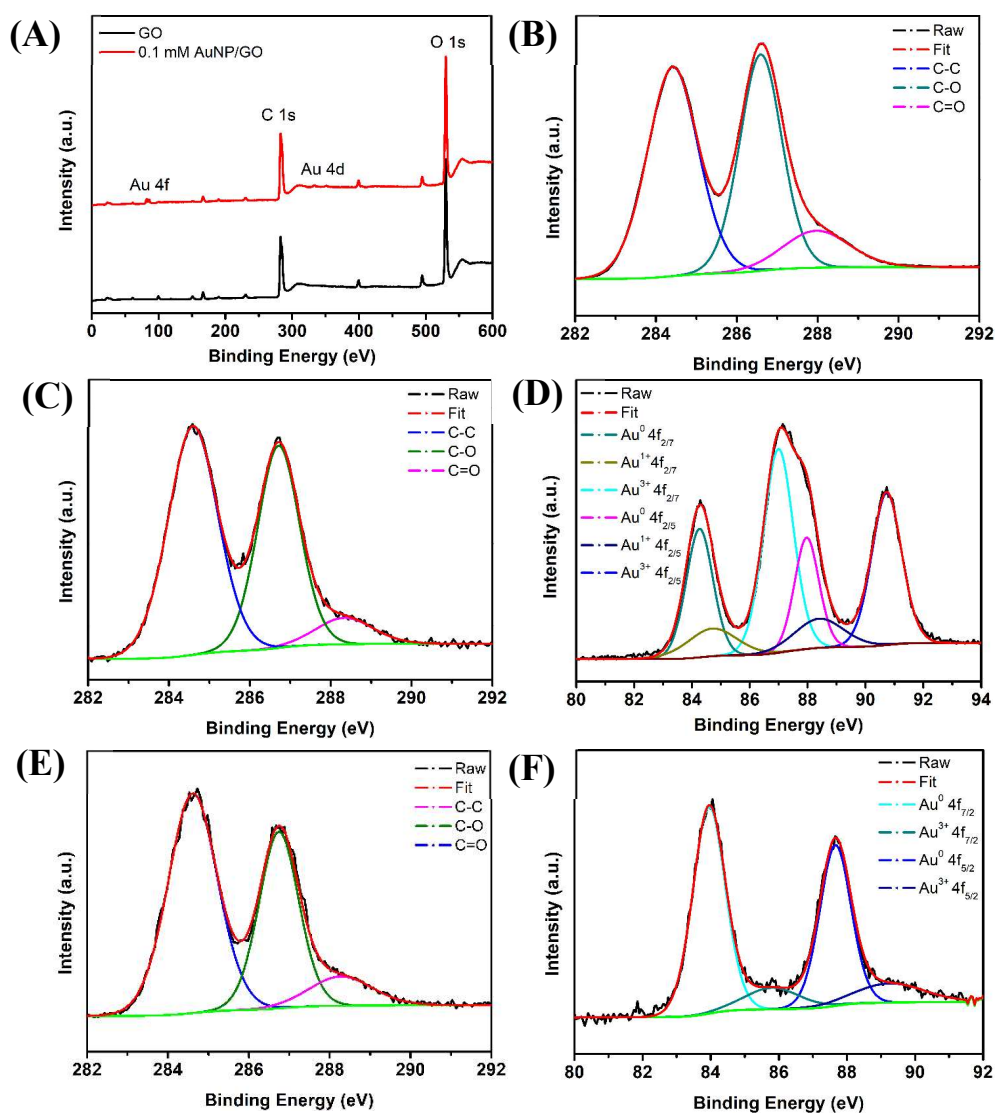 (A)
GO
0.1 mM AuNP/GO
O 1s
C 1s
Au 4d
Au 4f
Intensity (a.u.)
0 100 200 300 400 500 600
Binding Energy (eV)
(B)
Raw
Fit
C-C
C-O
C=O
Intensity (a.u.)
282 284 286 288 290 292
Binding Energy (eV)
(C)
Raw
Fit
C-C
C-O
C=O
Intensity (a.u.)
282 284 286 288 290 292
Binding Energy (eV)
(D)
Raw
Fit
Au⁰ 4f₂/₇
Au¹⁺ 4f₂/₇
Au³⁺ 4f₂/₇
Au⁰ 4f₂/₅
Au¹⁺ 4f₂/₅
Au³⁺ 4f₂/₅
Intensity (a.u.)
80 82 84 86 88 90 92 94
Binding Energy (eV)
(E)
Raw
Fit
C-C
C-O
C=O
Intensity (a.u.)
282 284 286 288 290 292
Binding Energy (eV)
(F)
Raw
Fit
Au⁰ 4f₇/₂
Au³⁺ 4f₇/₂
Au⁰ 4f₅/₂
Au³⁺ 4f₅/₂
Intensity (a.u.)
80 82 84 86 88 90 92
Binding Energy (eV)